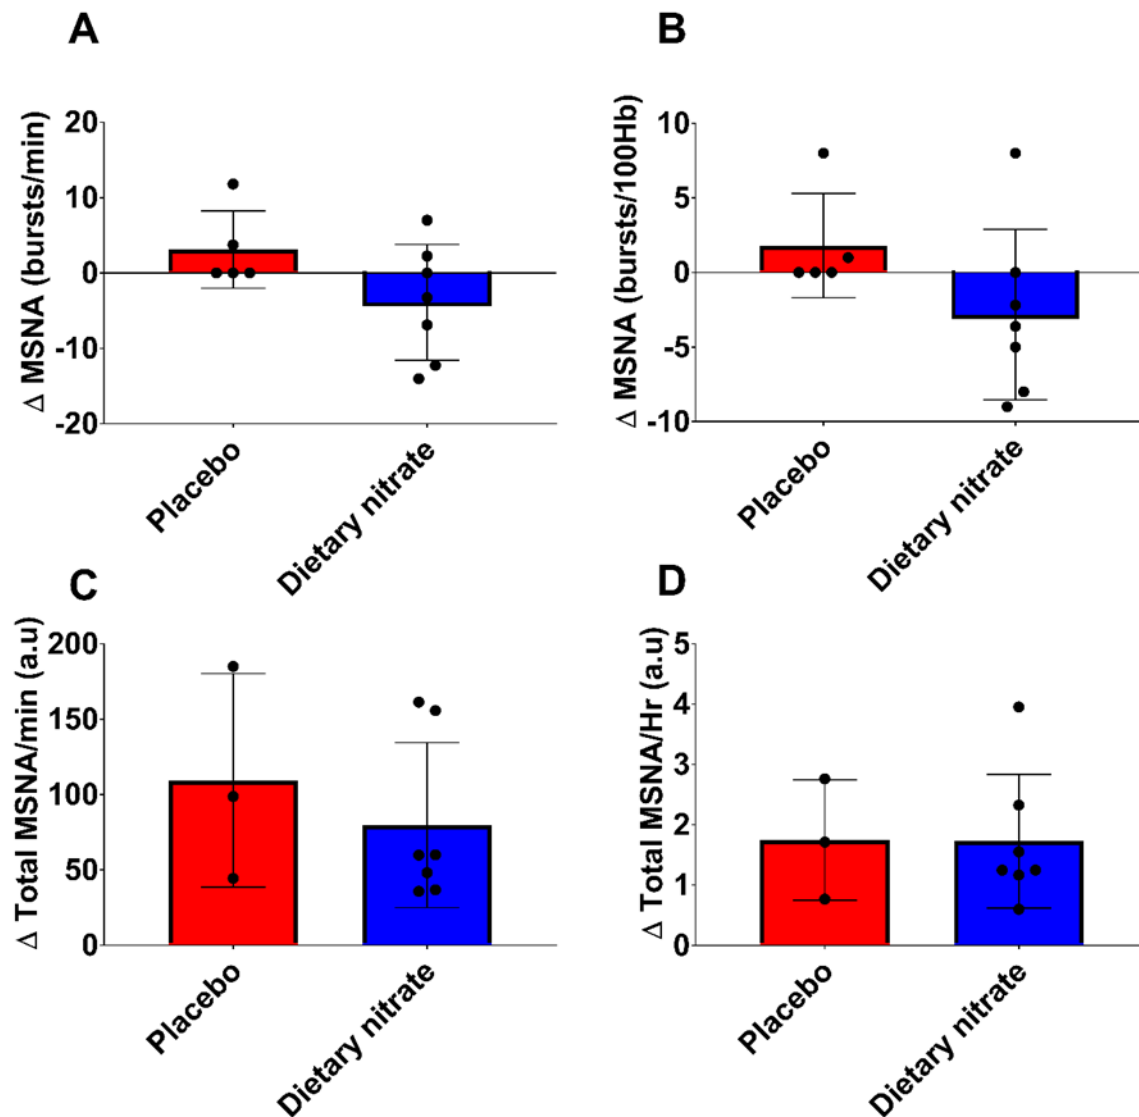 A
Δ MSNA (bursts/min)
20
10
0
-10
-20
Placebo
Dietary nitrate
B
Δ MSNA (bursts/100Hb)
10
5
0
-5
-10
Placebo
Dietary nitrate
C
Δ Total MSNA/min (a.u)
200
150
100
50
0
Placebo
Dietary nitrate
D
Δ Total MSNA/Hr (a.u)
5
4
3
2
1
0
Placebo
Dietary nitrate